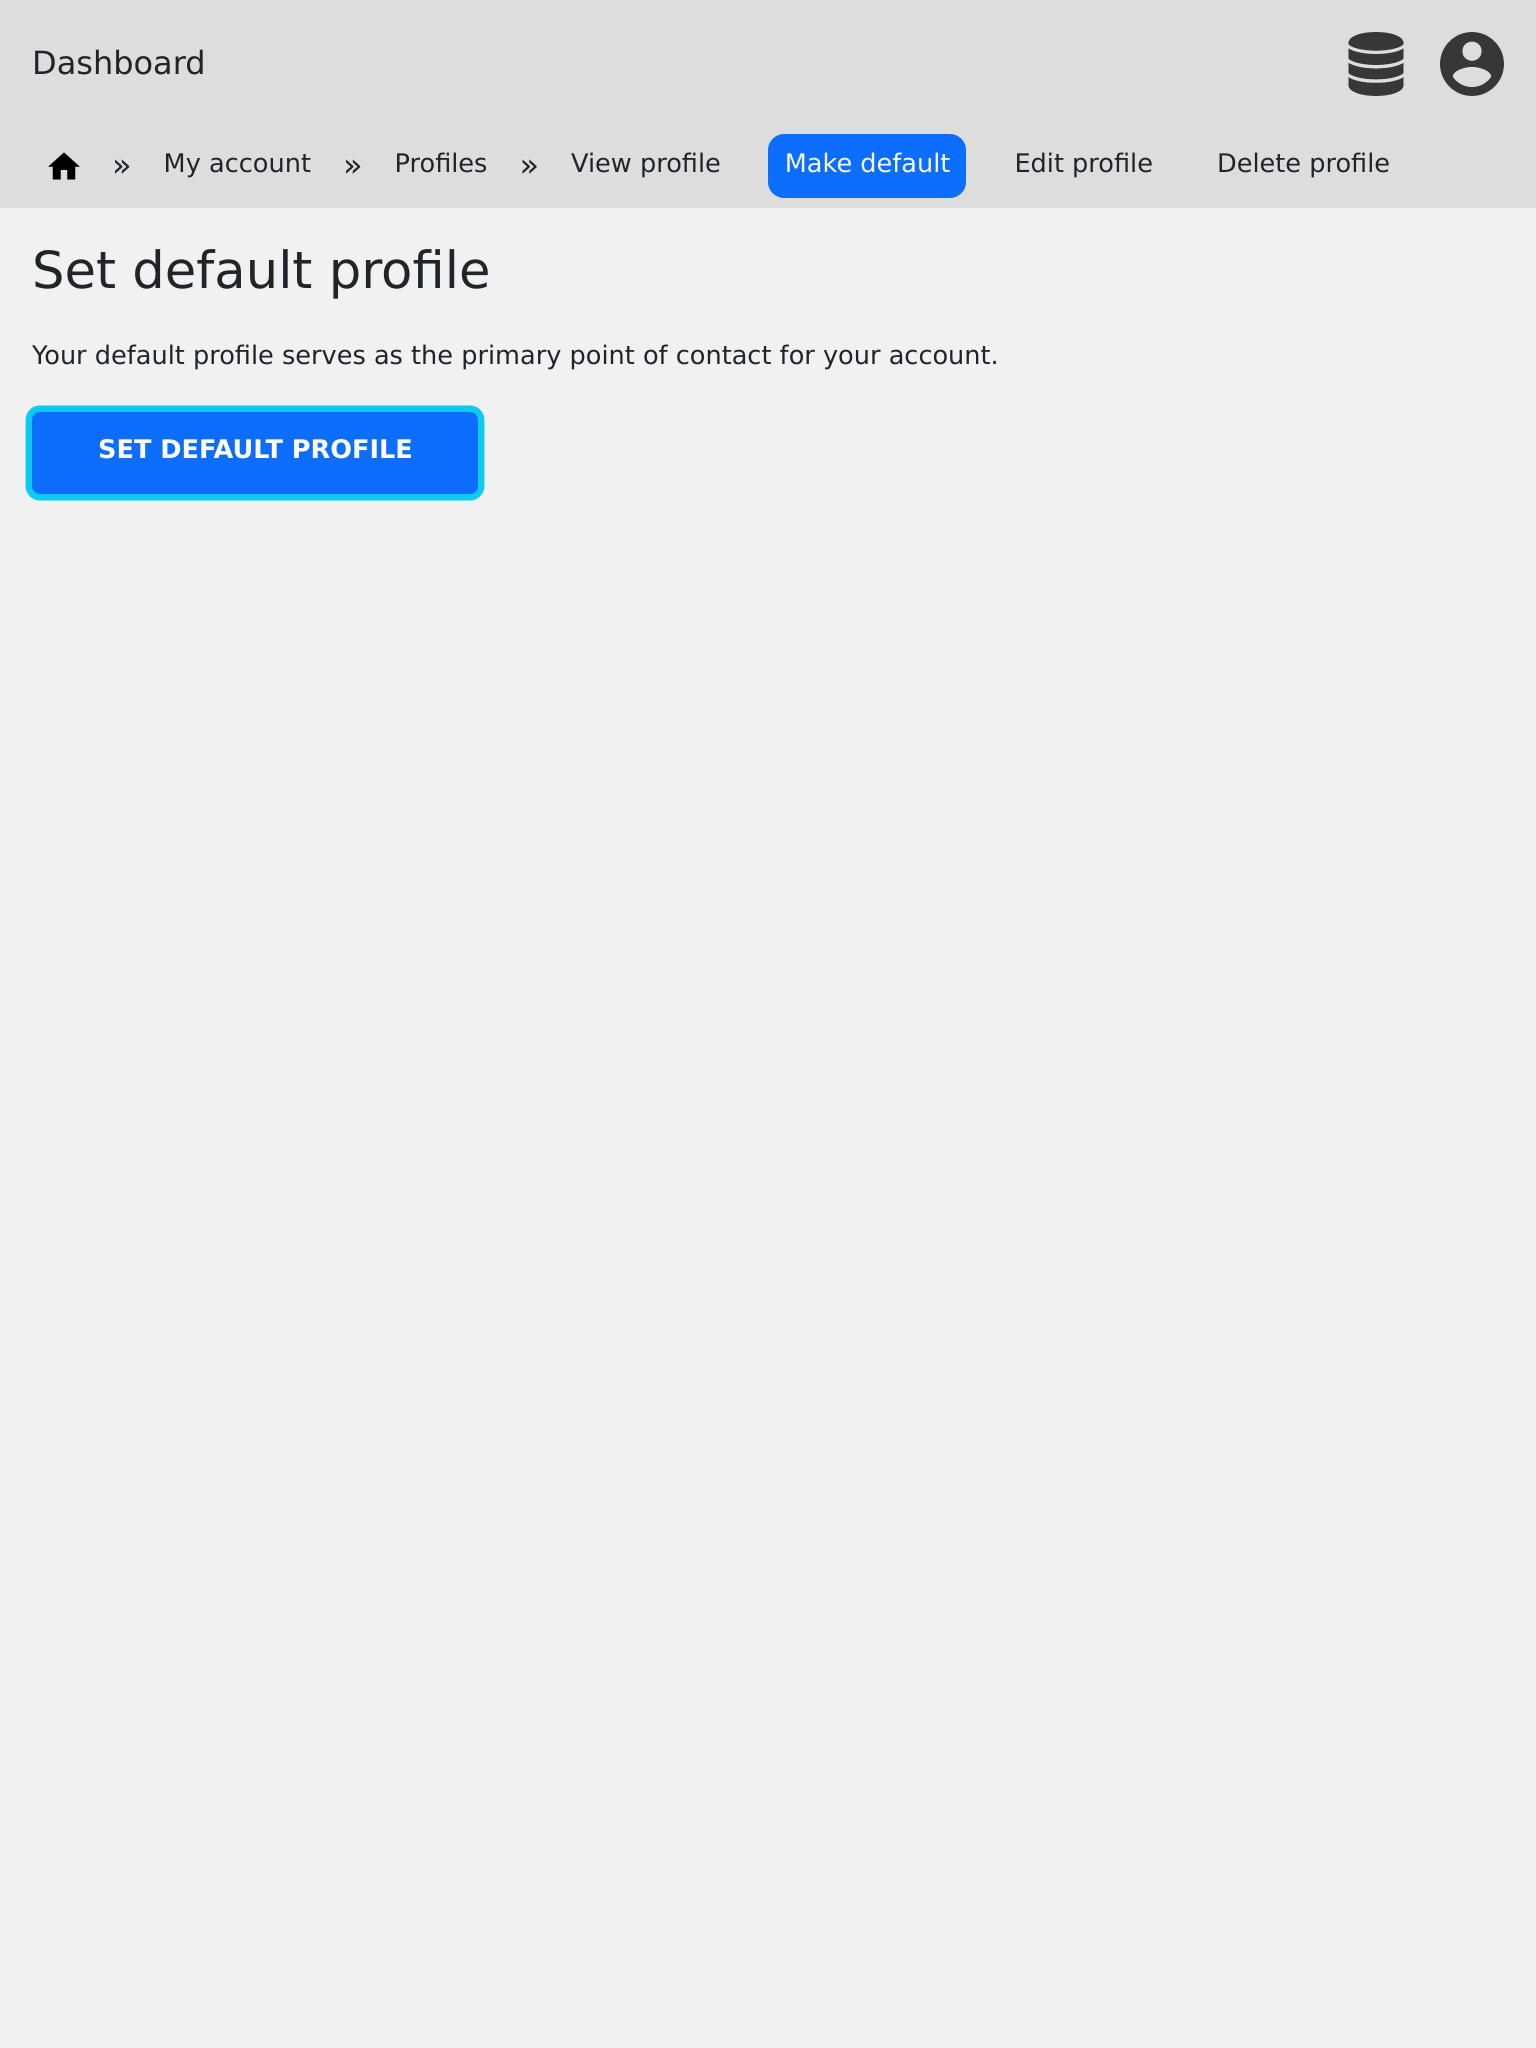 Dashboard
» My account » Profiles » View profile Make default Edit profile Delete profile
Set default profile
Your default profile serves as the primary point of contact for your account.
SET DEFAULT PROFILE